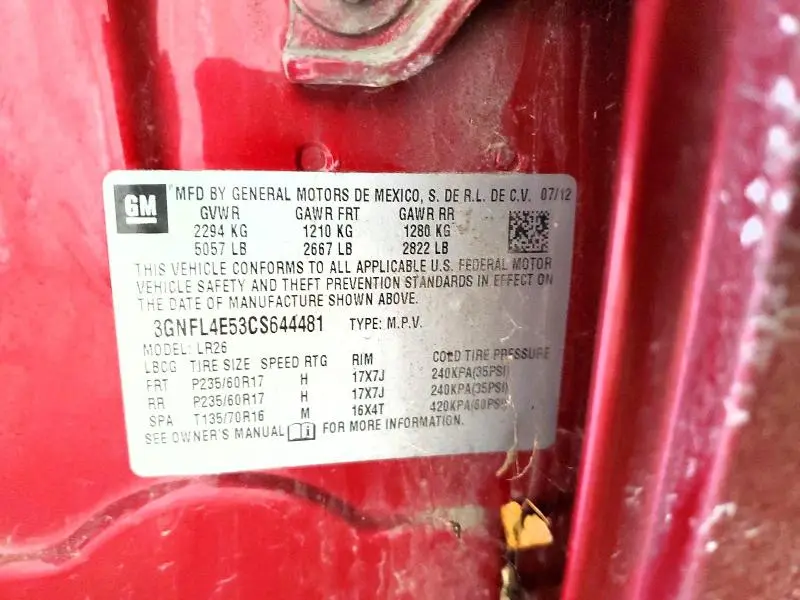 GM
MFD BY GENERAL MOTORS DE MEXICO, S. DE R.L. DE C.V. 07/12
GVWR GAWR FRT GAWR RR
2294 KG 1210 KG 1280 KG
5057 LB 2667 LB 2822 LB
THIS VEHICLE CONFORMS TO ALL APPLICABLE U.S. FEDERAL MOTOR
VEHICLE SAFETY AND THEFT PREVENTION STANDARDS IN EFFECT ON
THE DATE OF MANUFACTURE SHOWN ABOVE.
3GNFL4E53CS644481 TYPE: M.P.V.
MODEL: LR26
LBCG TIRE SIZE SPEED RTG RIM COLD TIRE PRESSURE
FRT P235/60R17 H 17X7J 240KPA(35PSI)
RR P235/60R17 H 17X7J 240KPA(35PSI)
SPA T135/70R16 M 16X4T 420KPA(60PSI)
SEE OWNER'S MANUAL FOR MORE INFORMATION.